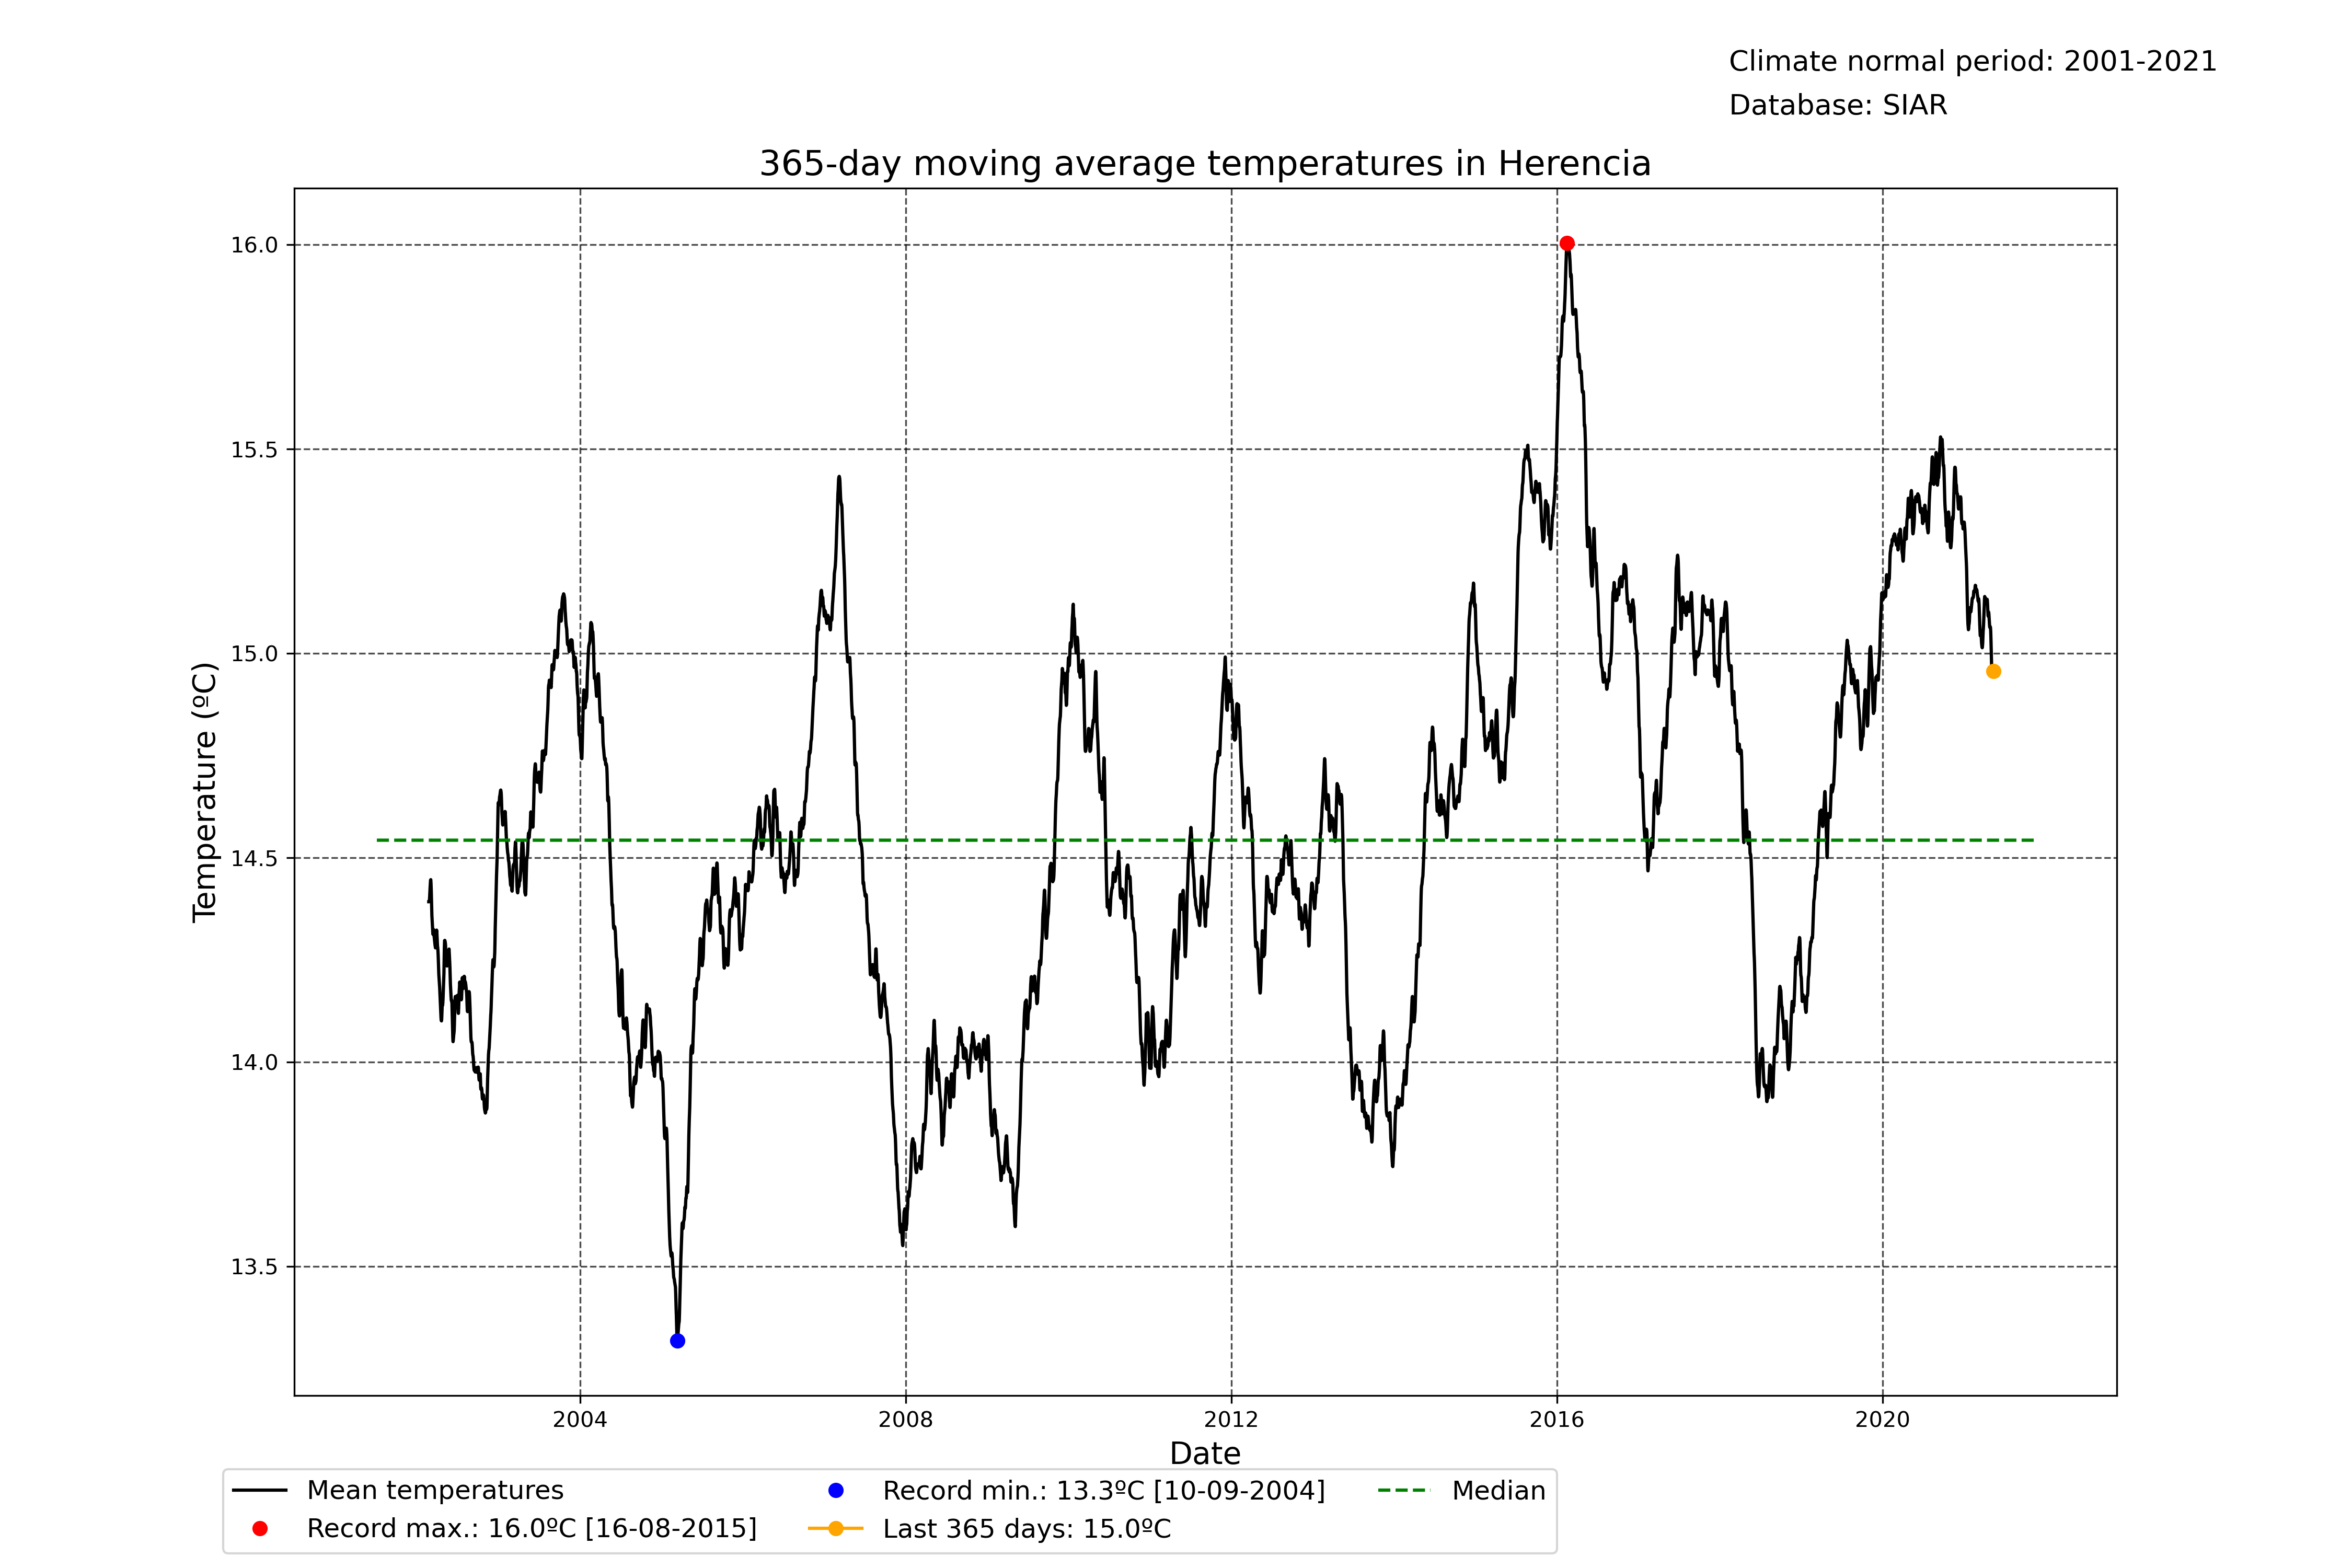 Climate normal period: 2001-2021
Database: SIAR
365-day moving average temperatures in Herencia
Temperature (ºC)
16.0
15.5
15.0
14.5
14.0
13.5
2004 2008 2012 2016 2020
Date
Mean temperatures
Record max.: 16.0ºC [16-08-2015]
Record min.: 13.3ºC [10-09-2004]
Last 365 days: 15.0ºC
Median